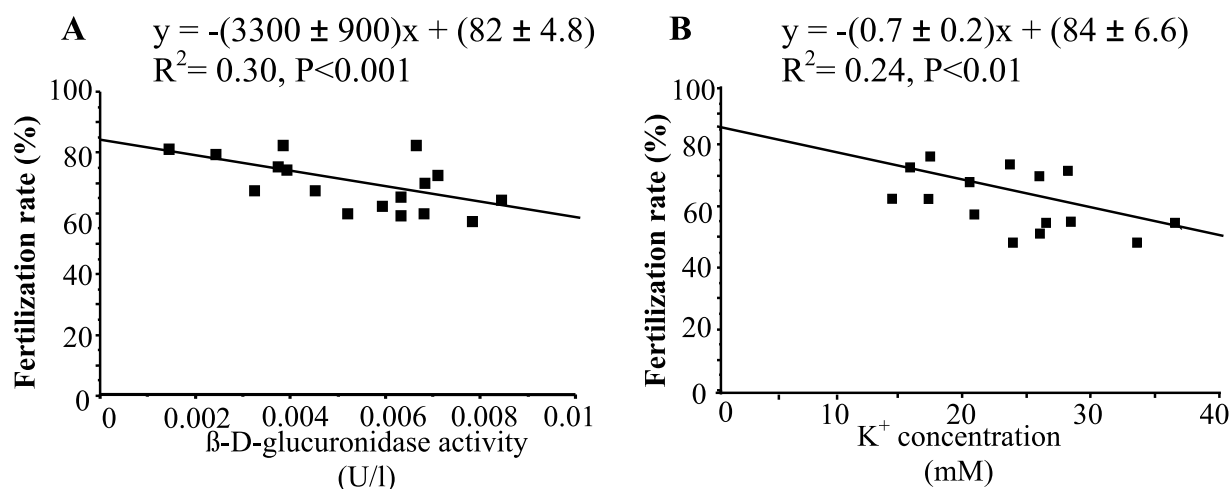 A y = -(3300 ± 900)x + (82 ± 4.8)
R²= 0.30, P<0.001
Fertilization rate (%)
100
80
60
40
20
0
0 0.002 0.004 0.006 0.008 0.01
ß-D-glucuronidase activity
(U/l)
B y = -(0.7 ± 0.2)x + (84 ± 6.6)
R²= 0.24, P<0.01
Fertilization rate (%)
100
80
60
40
20
0
0 10 20 30 40
K⁺ concentration
(mM)